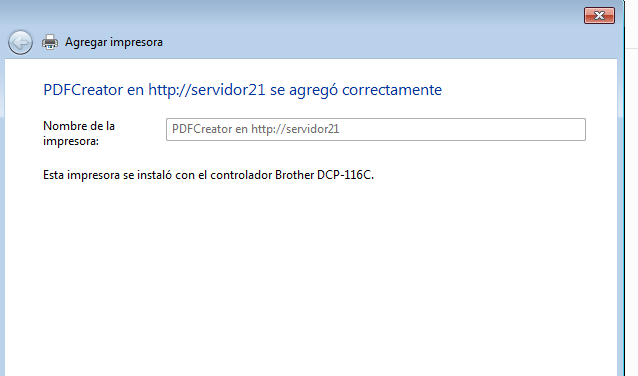 Agregar impresora
PDFCreator en http://servidor21 se agregó correctamente
Nombre de la
impresora:
PDFCreator en http://servidor21
Esta impresora se instaló con el controlador Brother DCP-116C.